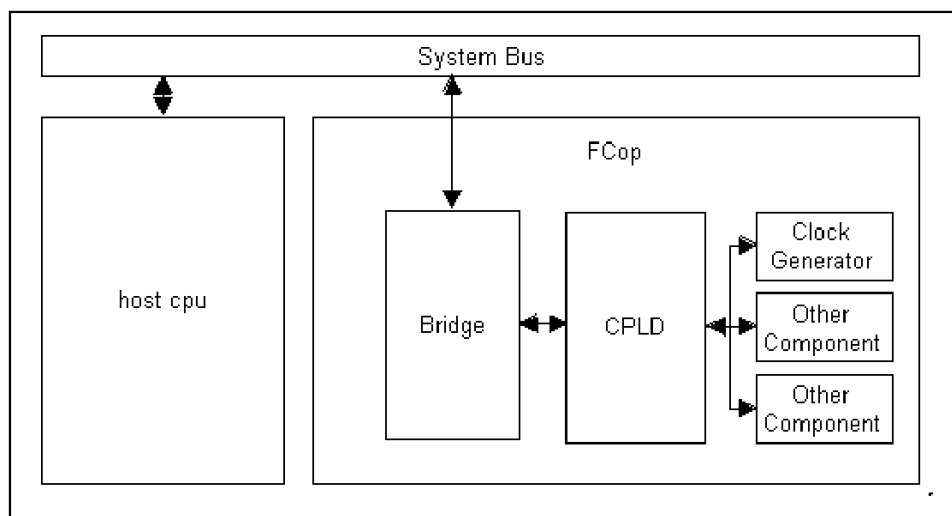 System Bus
FCop
host cpu
Bridge
CPLD
Clock
Generator
Other
Component
Other
Component